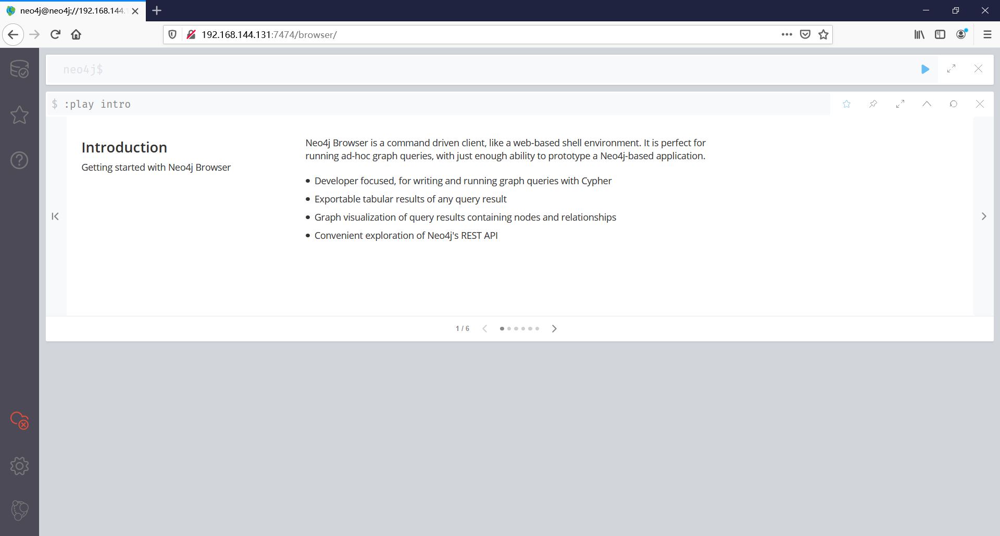 neo4j@neo4j://192.168.144.
192.168.144.131:7474/browser/
neo4j$
$ :play intro
Introduction
Getting started with Neo4j Browser
Neo4j Browser is a command driven client, like a web-based shell environment. It is perfect for
running ad-hoc graph queries, with just enough ability to prototype a Neo4j-based application.
Developer focused, for writing and running graph queries with Cypher
Exportable tabular results of any query result
Graph visualization of query results containing nodes and relationships
Convenient exploration of Neo4j's REST API
1 / 6